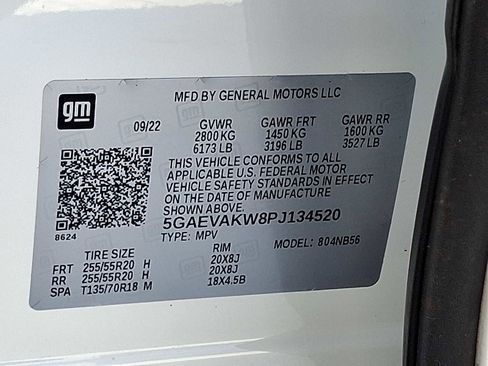 gm
MFD BY GENERAL MOTORS LLC
09/22 GVWR GAWR FRT GAWR RR
2800 KG 1450 KG 1600 KG
6173 LB 3196 LB 3527 LB
THIS VEHICLE CONFORMS TO ALL
APPLICABLE U.S. FEDERAL MOTOR
VEHICLE SAFETY STANDARDS IN EFFECT
ON THE DATE OF MANUFACTURE
SHOWN ABOVE.
8624
5GAEVAKW8PJ134520
TYPE: MPV MODEL: 804NB56
TIRE SIZE RIM
FRT 255/55R20 H 20X8J
RR 255/55R20 H 20X8J
SPA T135/70R18 M 18X4.5B